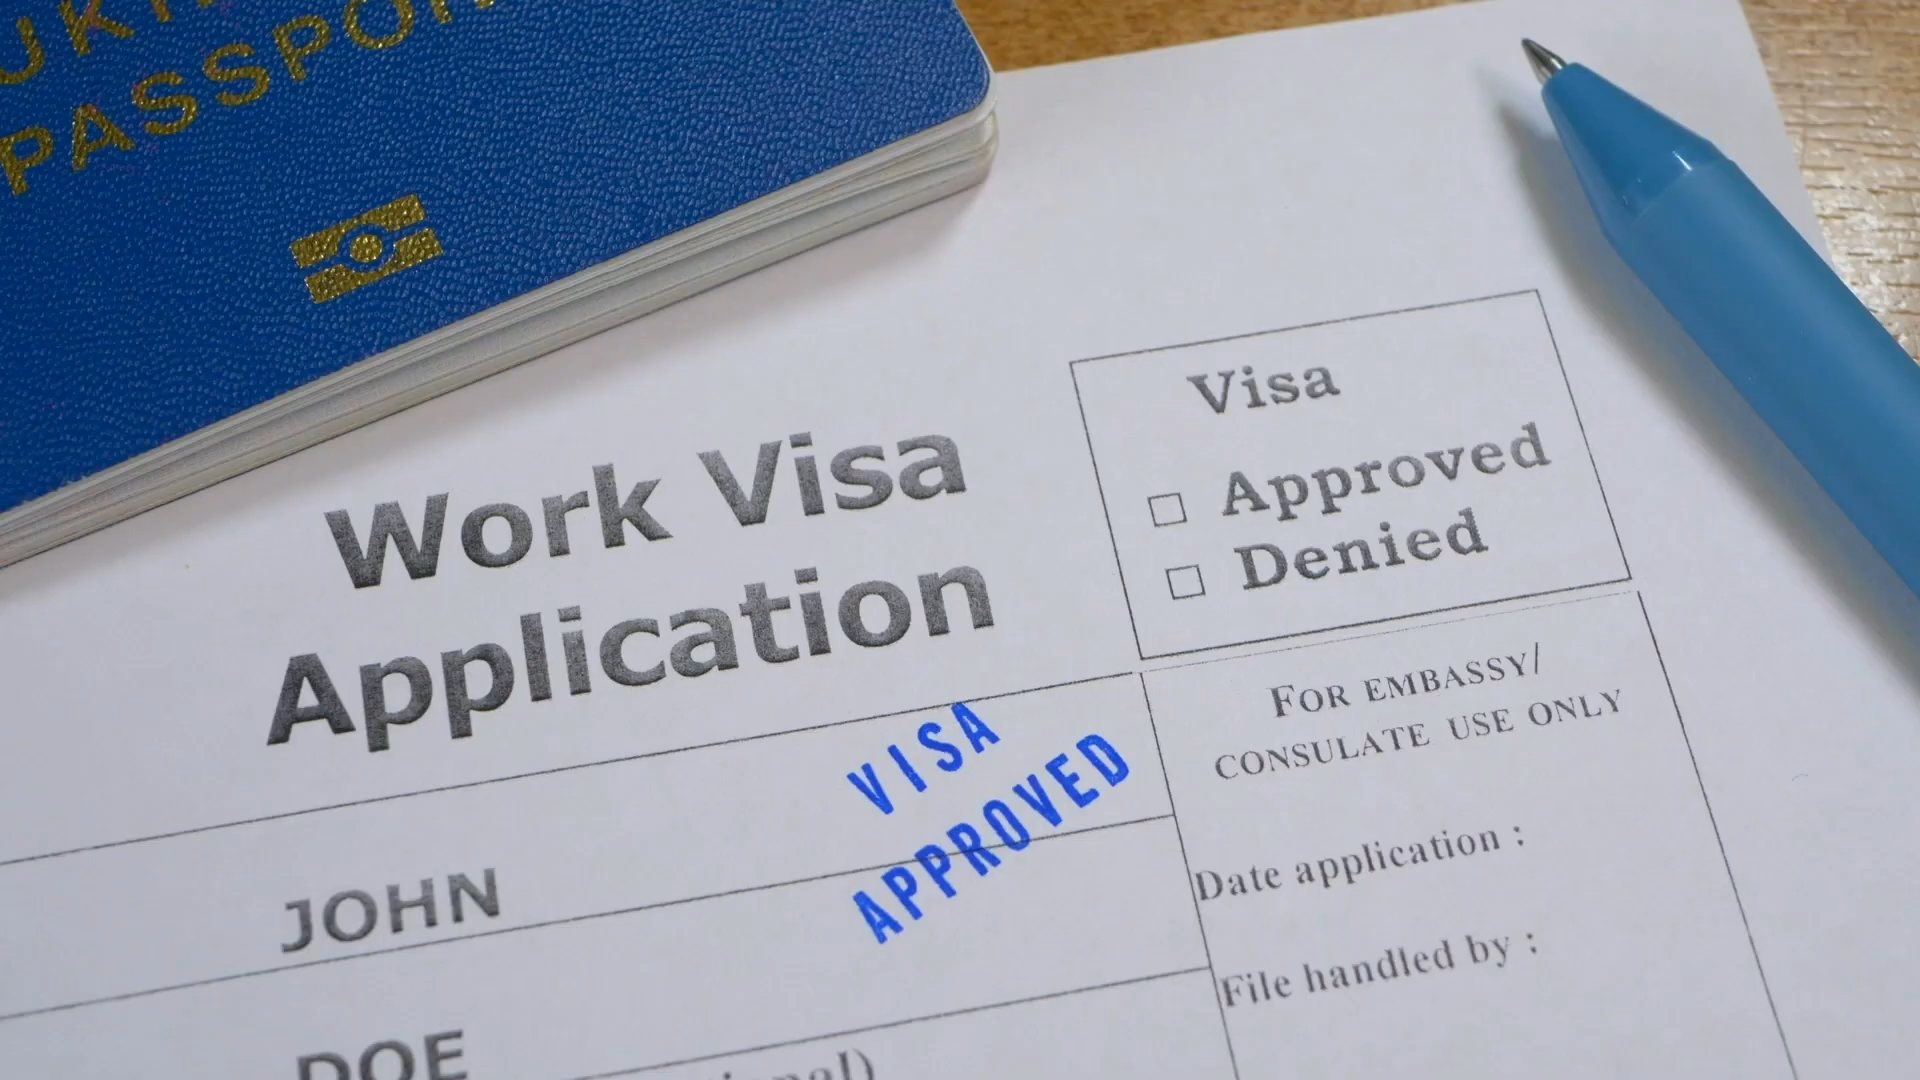 PASSPOR
Work Visa
Application
Visa
□ Approved
□ Denied
FOR EMBASSY/
CONSULATE USE ONLY
VISA
APPROVED
Date application :
File handled by :
JOHN
DOE